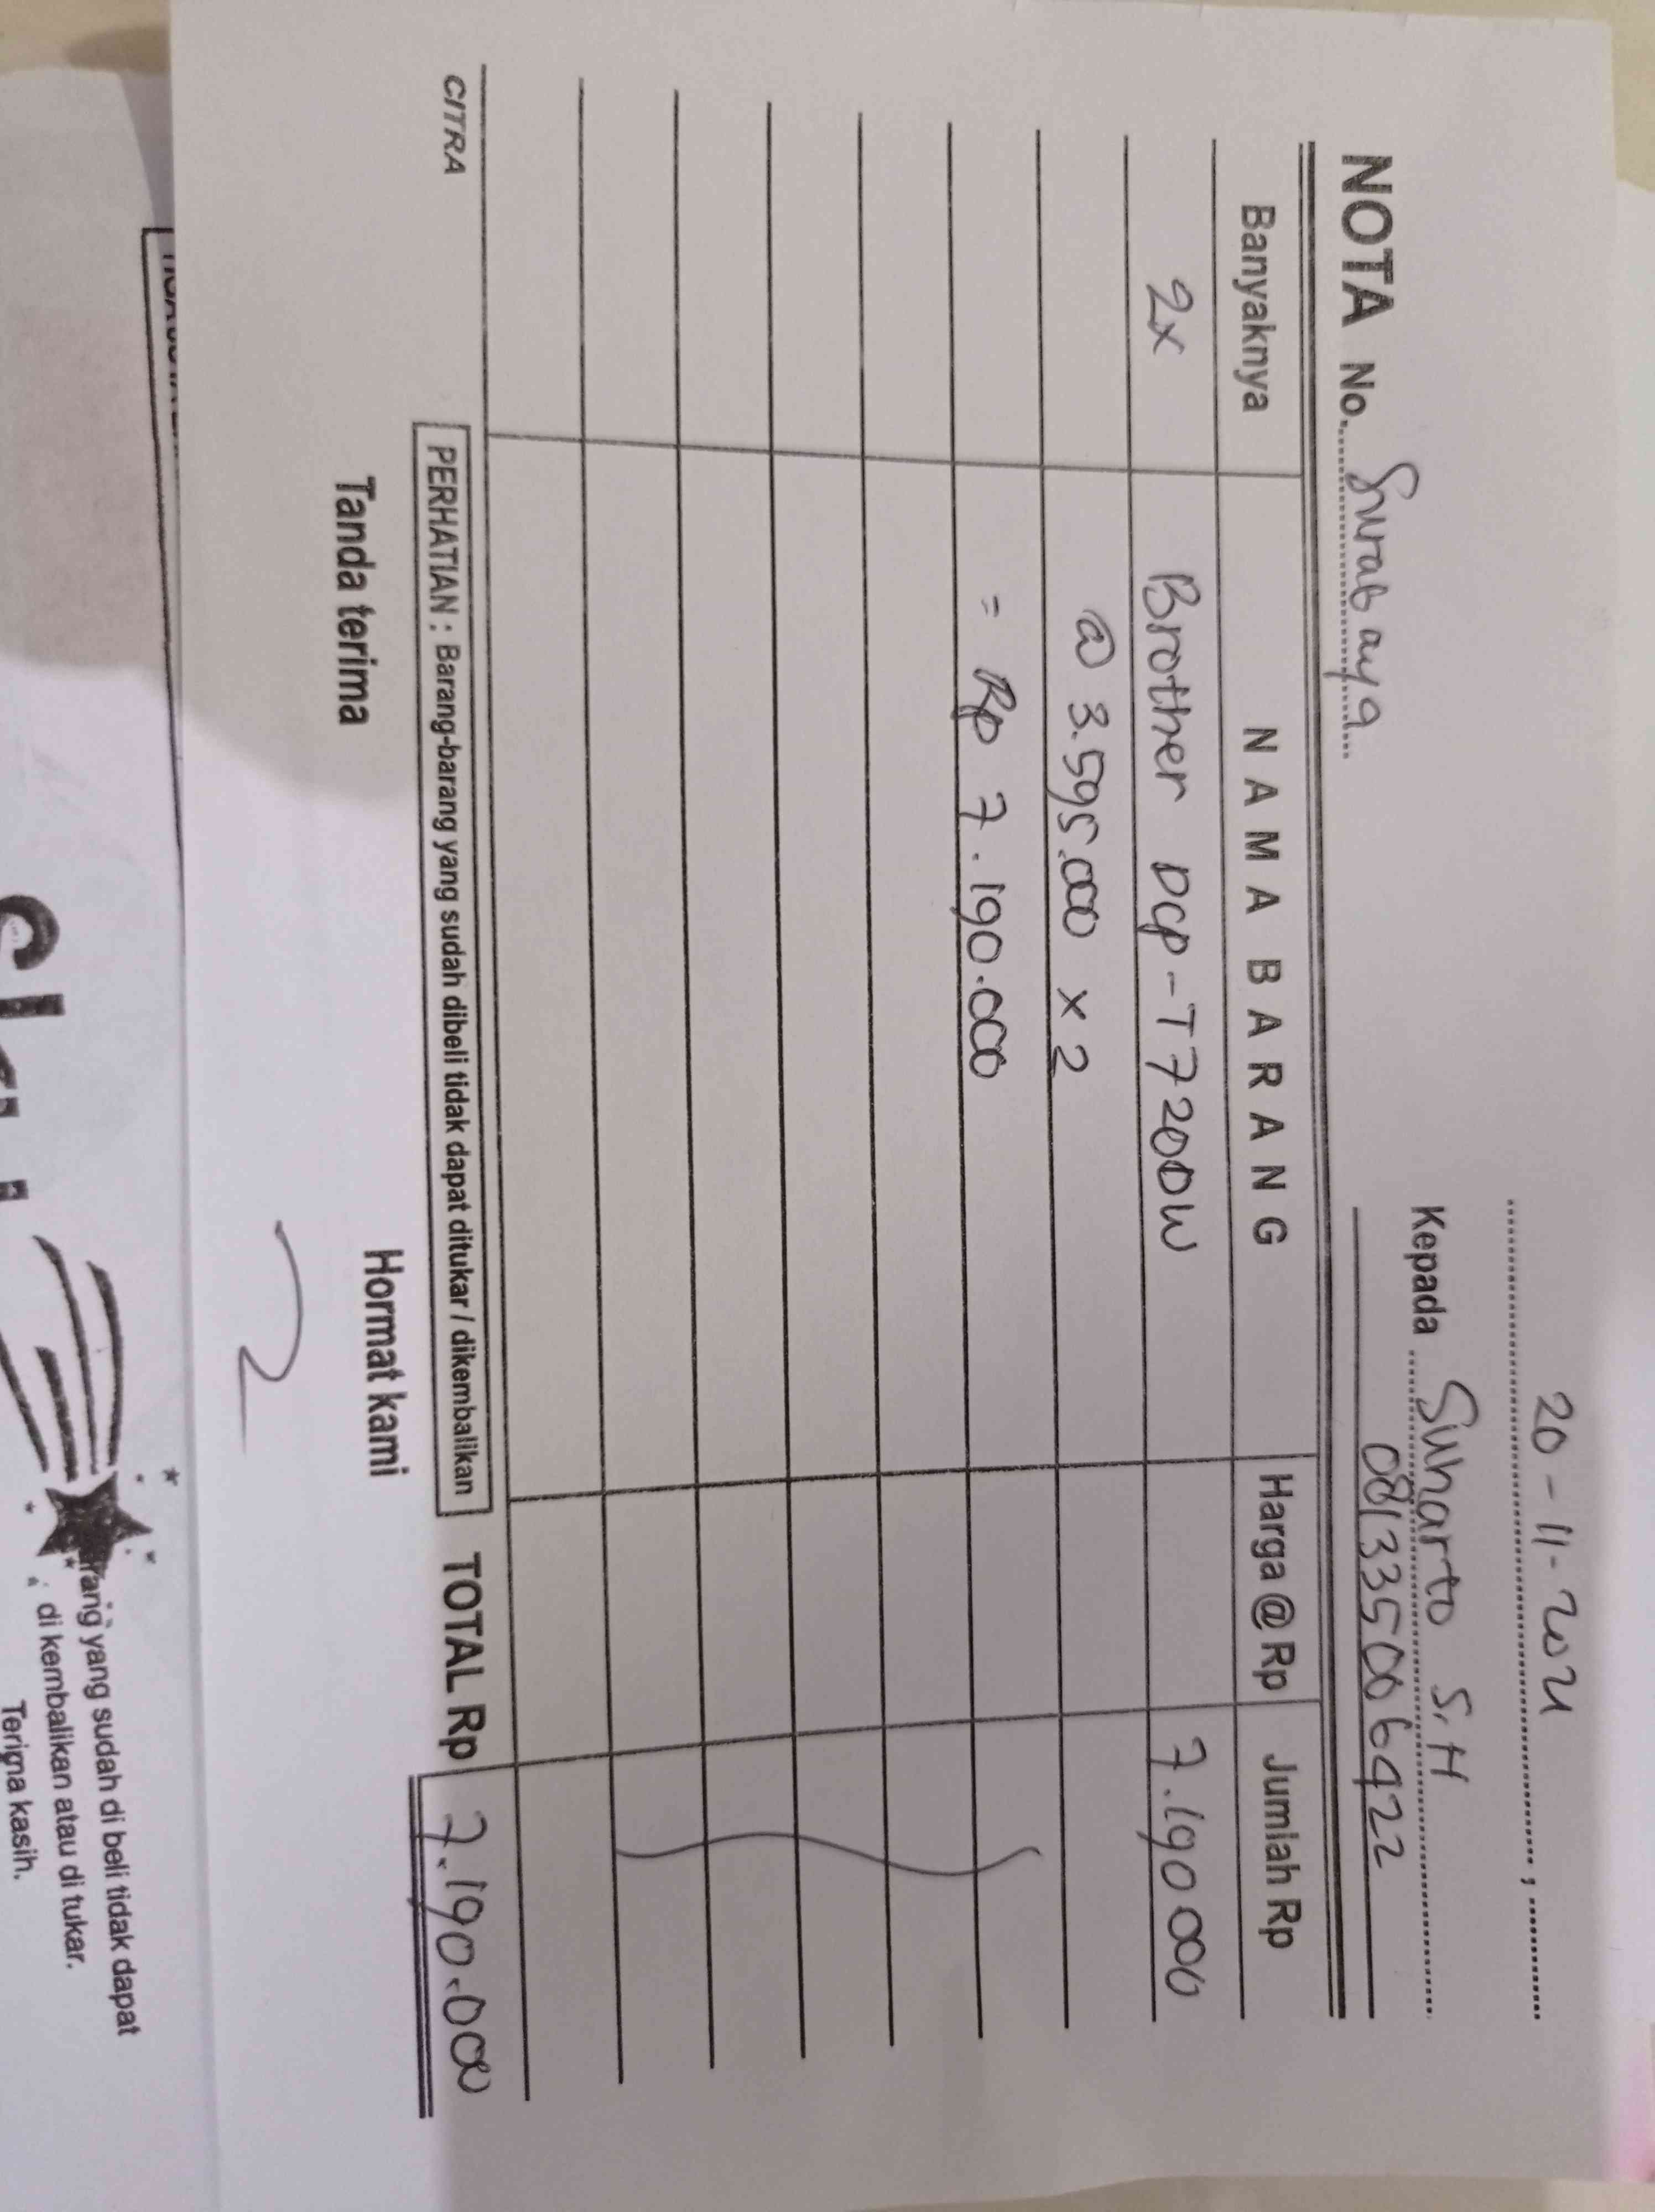 20-11-2024
NOTA No. Surabaya
Kepada Suharto S.H
081335006922
Banyaknya NAMA BARANG Harga @ Rp Jumlah Rp
2x Brother DCP-T720DW 7.190.000
@ 3.595.000 x 2
= Rp 7.190.000
CITRA
PERHATIAN : Barang-barang yang sudah dibeli tidak dapat ditukar / dikembalikan
TOTAL Rp 7.190.000
Tanda terima Hormat kami
yang sudah di beli tidak dapat
di kembalikan atau di tukar.
Terima kasih.